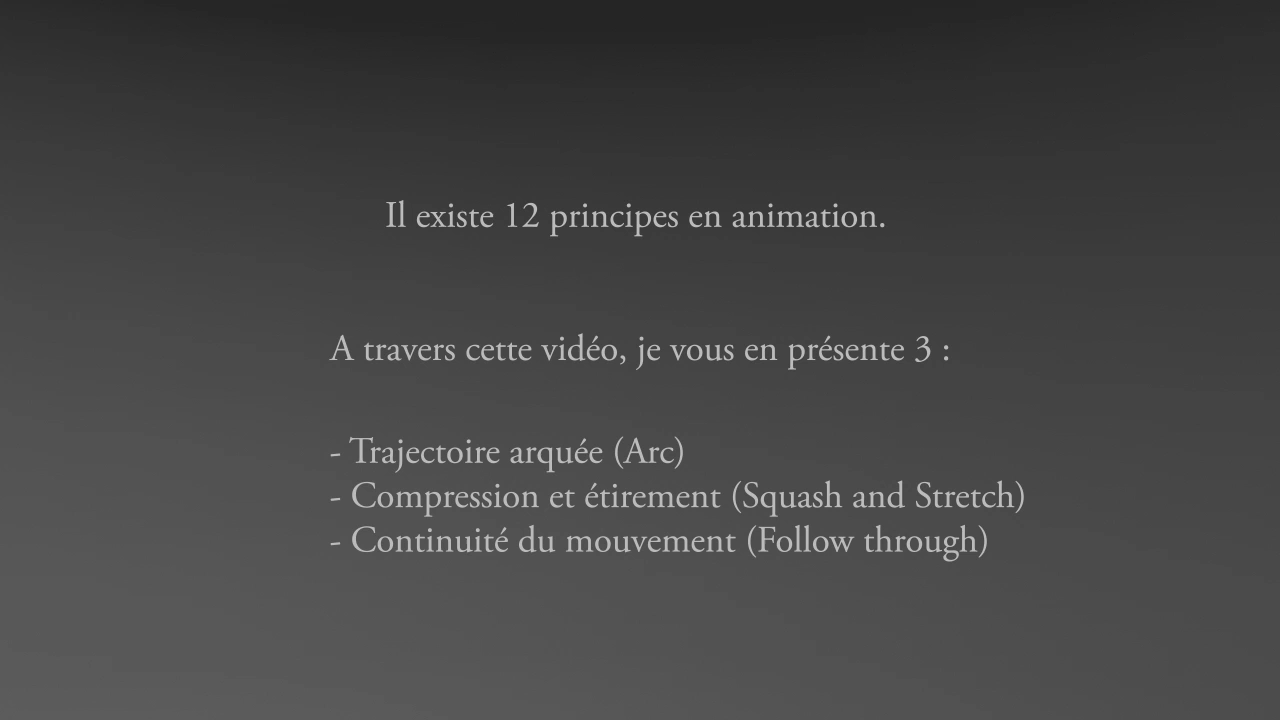 Il existe 12 principes en animation.
A travers cette vidéo, je vous en présente 3 :
- Trajectoire arquée (Arc)
- Compression et étirement (Squash and Stretch)
- Continuité du mouvement (Follow through)